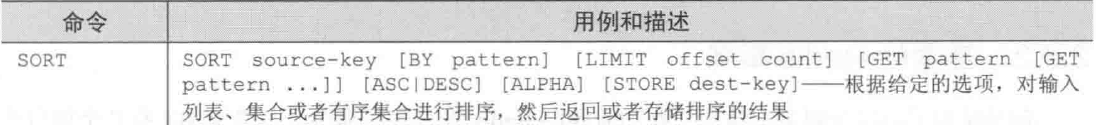 命令 用例和描述
SORT SORT source-key [BY pattern] [LIMIT offset count] [GET pattern [GET
pattern ...]] [ASC|DESC] [ALPHA] [STORE dest-key]——根据给定的选项，对输入
列表、集合或者有序集合进行排序，然后返回或者存储排序的结果